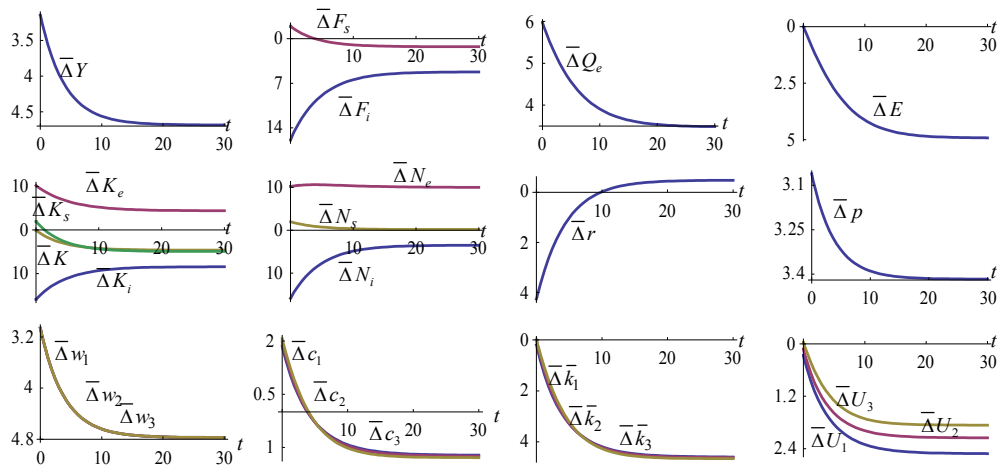 3.5
4
4.5
0 10 20 30
Δ̅Y
t
0
7
14
10 20 30
Δ̅F_s
Δ̅F_i
t
6
5
4
0 10 20 30
Δ̅Q_e
t
0
2.5
5
0 10 20 30
Δ̅E
t
10
0
10
10 20 30
Δ̅K_e
Δ̅K_s
Δ̅K
Δ̅K_i
t
10
0
10
10 20 30
Δ̅N_e
Δ̅N_s
Δ̅N_i
t
0
2
4
10 20 30
Δ̅r
t
3.1
3.25
3.4
0 10 20 30
Δ̅p
t
3.2
4
4.8
0 10 20 30
Δ̅w_1
Δ̅w_2
Δ̅w_3
t
2
0.5
1
10 20 30
Δ̅c_1
Δ̅c_2
Δ̅c_3
t
0
2
4
10 20 30
Δ̅k̅_1
Δ̅k̅_2
Δ̅k̅_3
t
0
1.2
2.4
10 20 30
Δ̅U_3
Δ̅U_2
Δ̅U_1
t